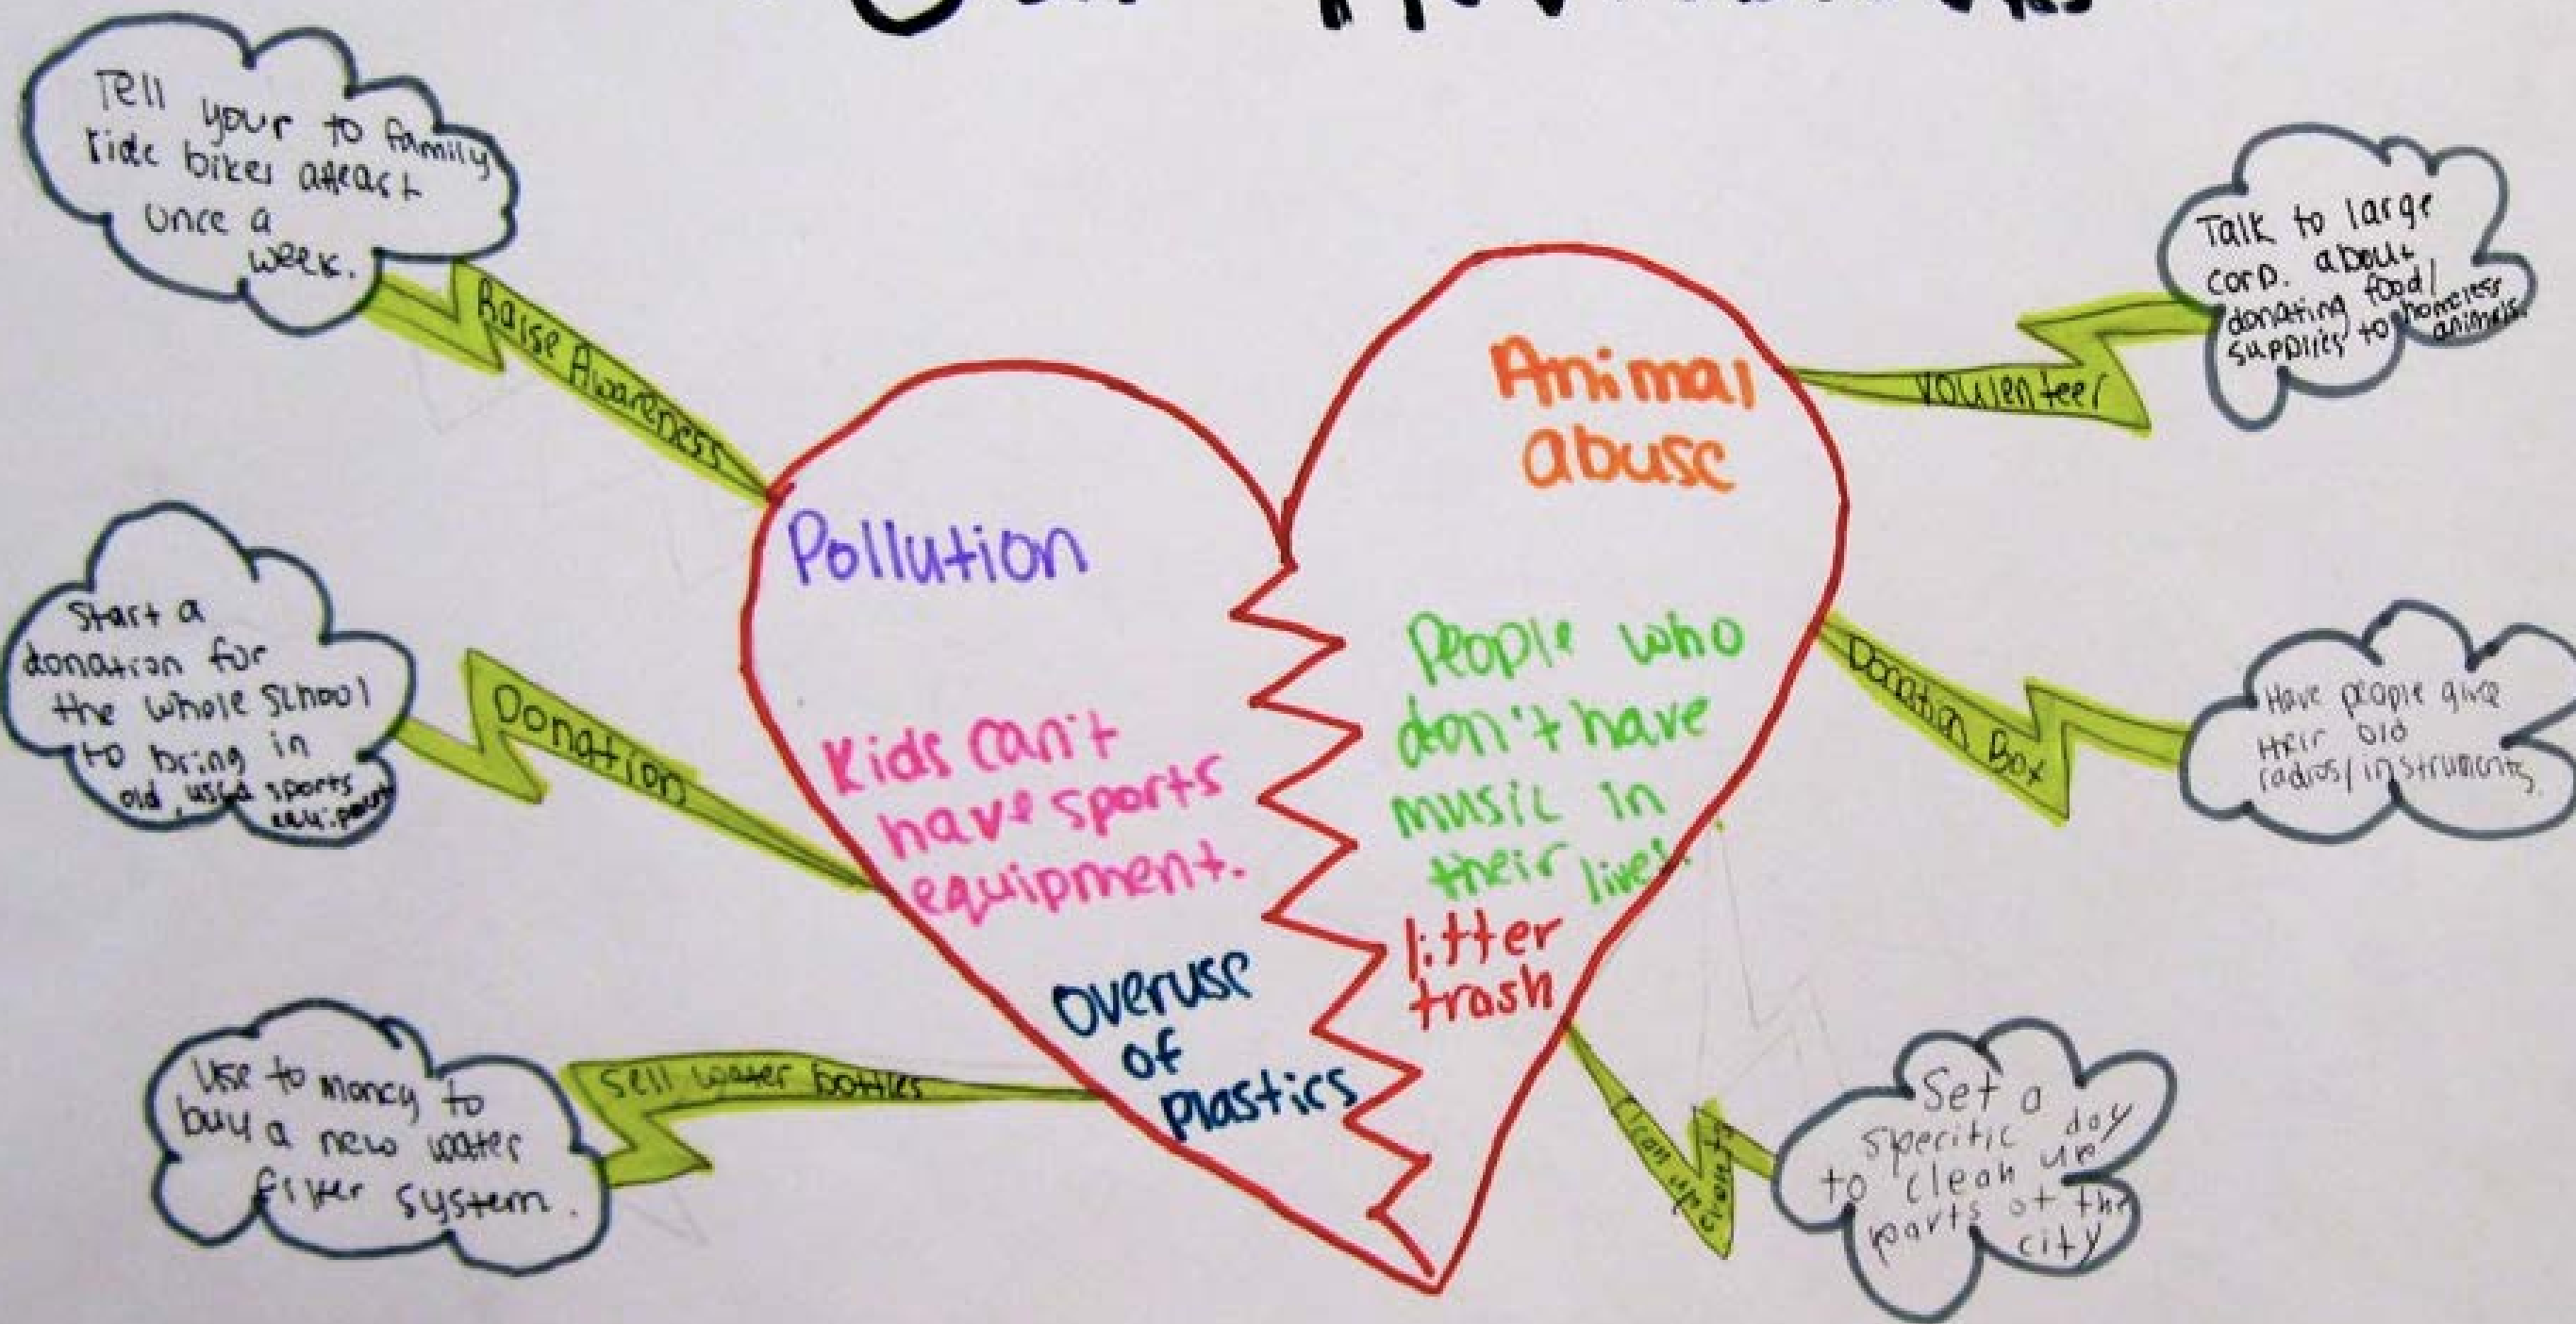 Tell
your to family
ride bikes atleast
once a
week.
Raise Awareness
Start a
donation for
the whole school
to bring in
old, used sports
equipment
Donation
Use to money to
buy a new water
filter system.
Sell water bottles
Pollution
Kids can't
have sports
equipment.
Overuse
of
plastics
Animal
abuse
People who
don't have
music in
their lives.
litter
trash
Talk to large
corp. about
donating food/
supplies to homeless
animals.
Voulenteer
Have people give
their old
radios/instruments.
Donation Box
Set a
specific day
to clean up
parts of the
city
Clean up